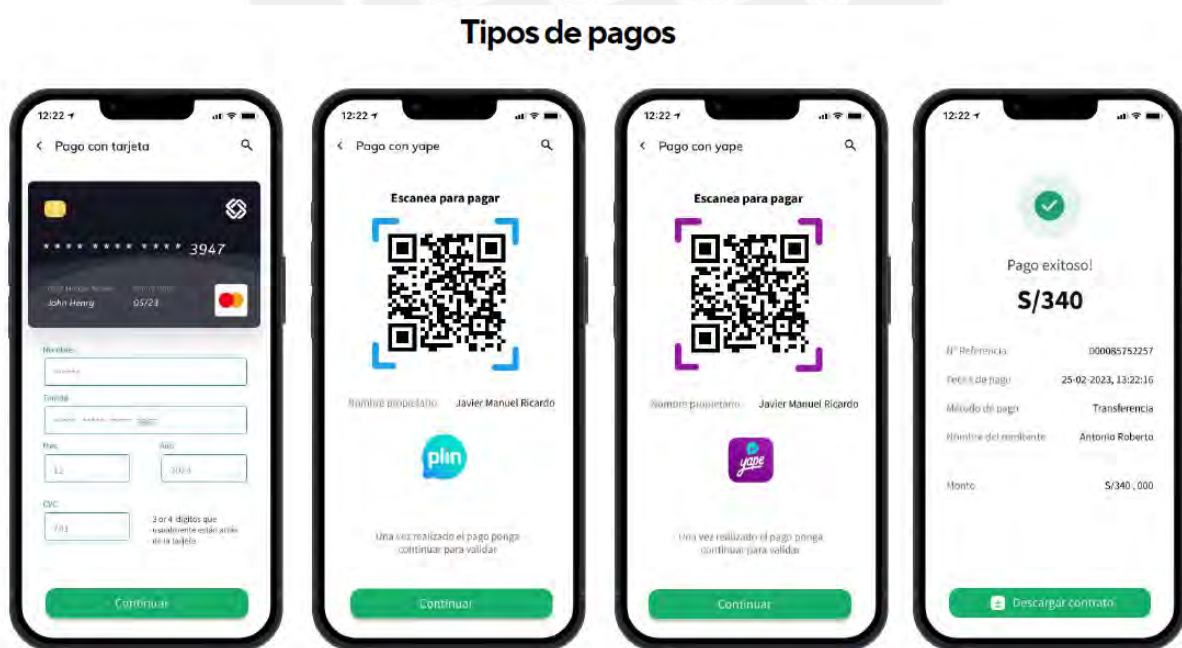 Tipos de pagos
12:22
Pago con tarjeta
**** **** **** 3947
John Henry 05/23
Nombre
Tarjeta
Mes Año
12 2024
CVC
3 or 4 digitos que
usualmente están atrás
de la tarjeta
Continuar
12:22
Pago con yape
Escanea para pagar
Nombre propietario Javier Manuel Ricardo
plin
Una vez realizado el pago ponga
continuar para validar
Continuar
12:22
Pago con yape
Escanea para pagar
Nombre propietario Javier Manuel Ricardo
yape
Una vez realizado el pago ponga
continuar para validar
Continuar
12:22
Pago exitoso!
S/340
N° Referencia 000085752257
Fecha de pago 25-02-2023, 13:22:16
Método de pago Transferencia
Nombre del remitente Antonio Roberto
Monto S/340 , 000
Descargar contrato